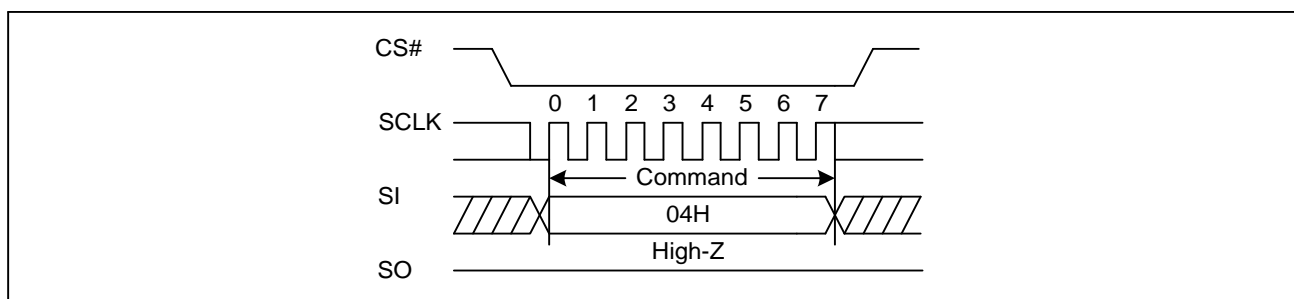 CS#
0 1 2 3 4 5 6 7
SCLK
Command
SI
04H
High-Z
SO